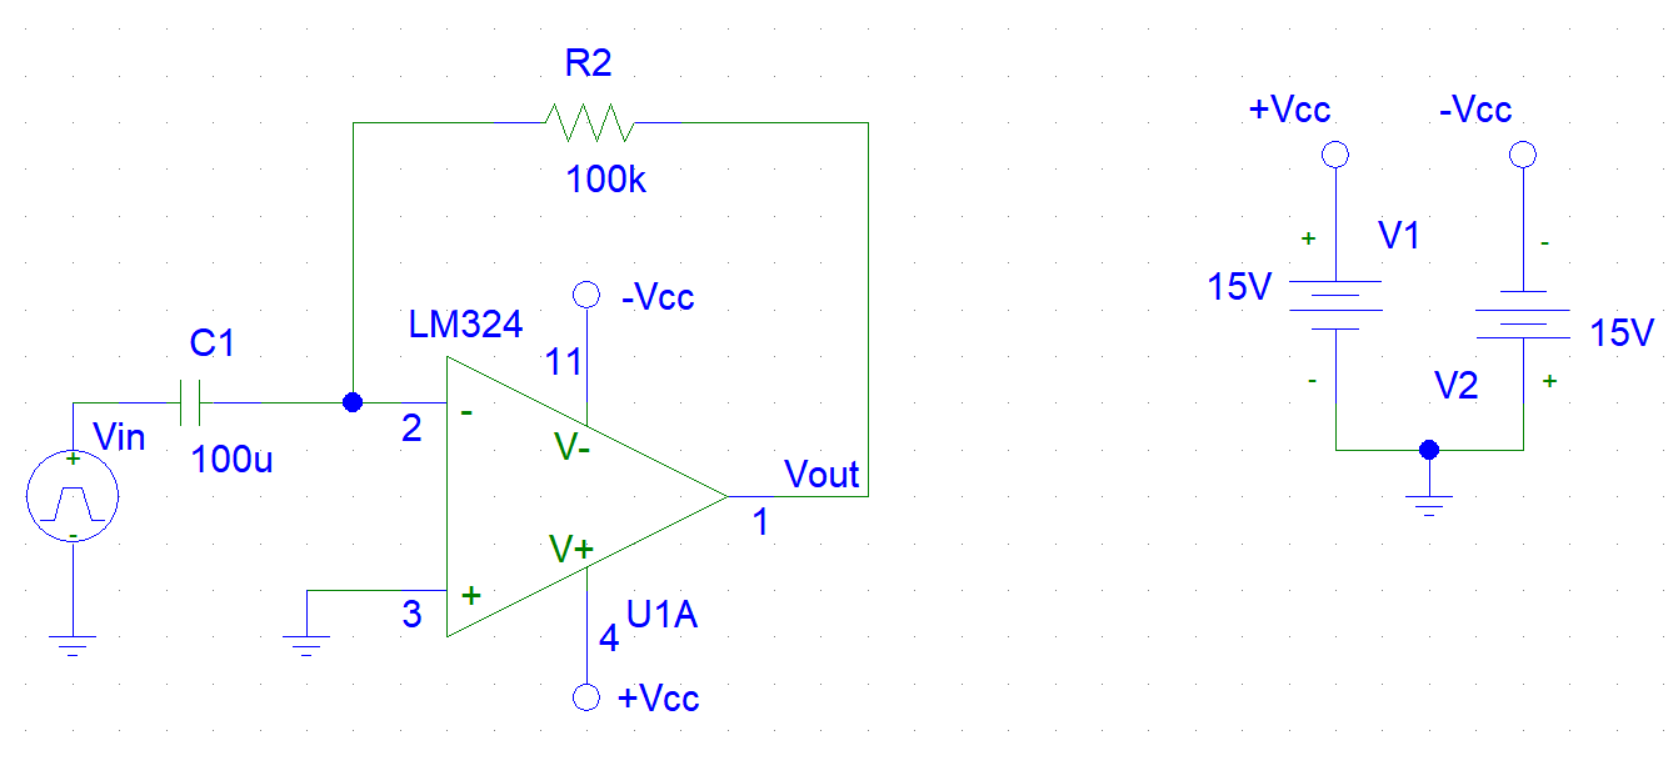 R2
100k
+Vcc
-Vcc
+
V1
-
15V
-Vcc
LM324
11
C1
15V
-
V2
+
-
2
V-
Vin
+
100u
Vout
1
-
V+
+
3
U1A
4
+Vcc